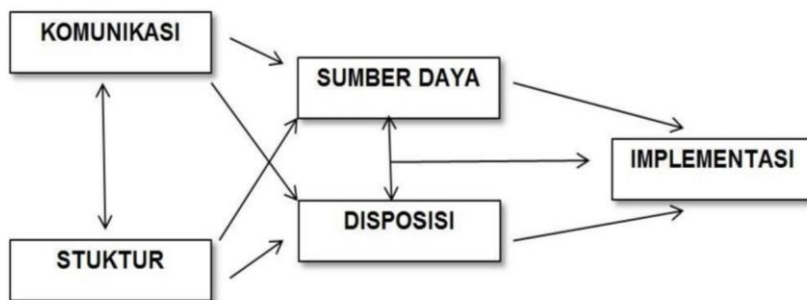 KOMUNIKASI
SUMBER DAYA
IMPLEMENTASI
DISPOSISI
STUKTUR